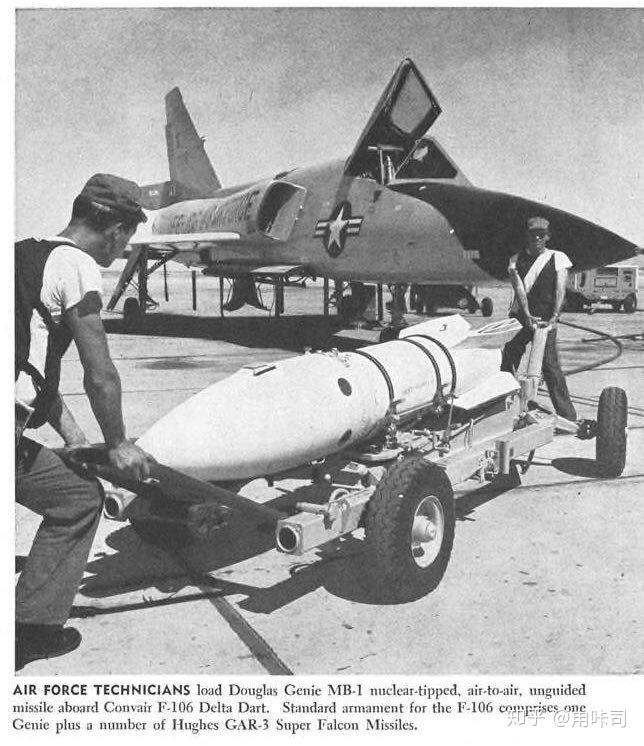 AIR FORCE TECHNICIANS load Douglas Genie MB-1 nuclear-tipped, air-to-air, unguided
missile aboard Convair F-106 Delta Dart. Standard armament for the F-106 comprises one
Genie plus a number of Hughes GAR-3 Super Falcon Missiles.
知乎 @用咔司